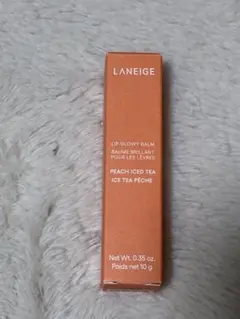 LANEIGE
LIP GLOWY BALM
BAUME BRILLANT
POUR LES LÈVRES
PEACH ICED TEA
ICE TEA PÊCHE
Net Wt. 0.35 oz.
Poids net 10 g